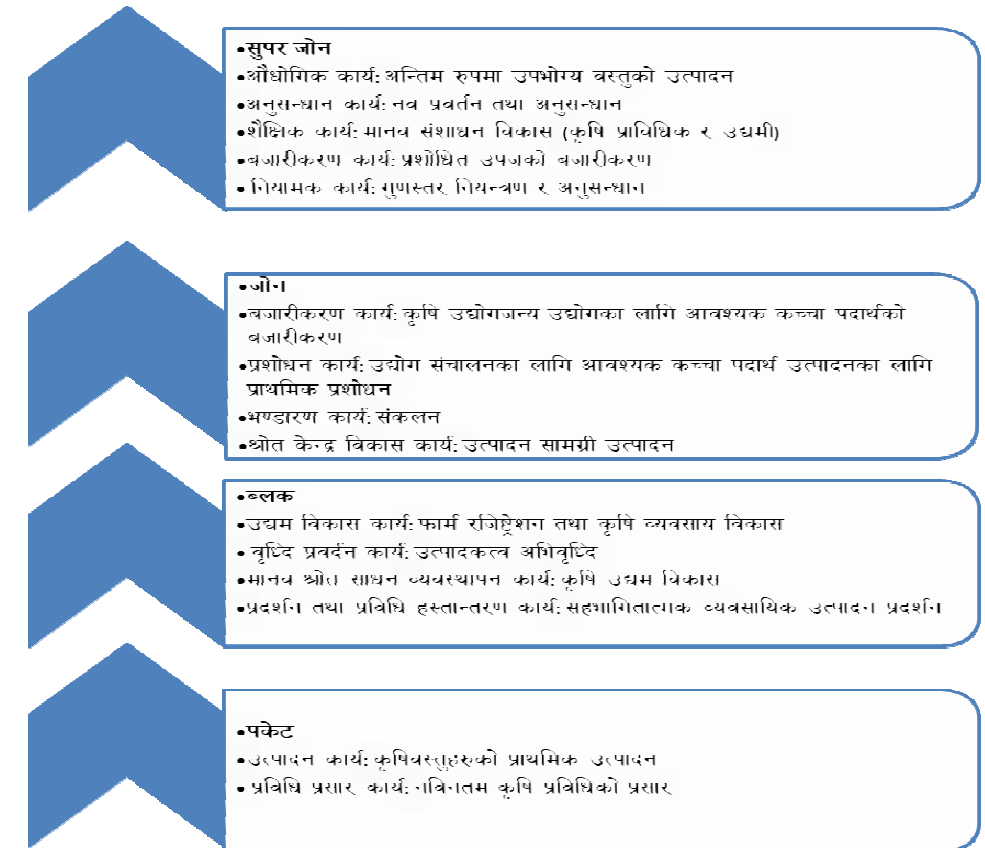 •सुपर जोन
•औधोगिक कार्य: अन्तिम रुपमा उपभोग्य वस्तुको उत्पादन
•अनुसन्धान कार्य: नव प्रवर्तन तथा अनुसन्धान
•शैक्षिक कार्य: मानव संशाधन विकास (कृषि प्राविधिक र उद्यमी)
•बजारीकरण कार्य: प्रशोधित उपजको बजारीकरण
• नियामक कार्य: गुणस्तर नियन्त्रण र अनुसन्धान
•जोन
•बजारीकरण कार्य: कृषि उद्योगजन्य उद्योगका लागि आवश्यक कच्चा पदार्थको
बजारीकरण
•प्रशोधन कार्य: उद्योग संचालनका लागि आवश्यक कच्चा पदार्थ उत्पादनका लागि
प्राथमिक प्रशोधन
•भण्डारण कार्य: संकलन
•श्रोत केन्द्र विकास कार्य: उत्पादन सामग्री उत्पादन
•ब्लक
•उद्यम विकास कार्य: फार्म रजिष्ट्रेशन तथा कृषि व्यवसाय विकास
• वृध्दि प्रवर्दन कार्य: उत्पादकत्व अभिवृध्दि
•मानव श्रोत साधन व्यवस्थापन कार्य: कृषि उद्यम विकास
•प्रदर्शन तथा प्रविधि हस्तान्तरण कार्य: सहभागितात्मक व्यवसायिक उत्पादन प्रदर्शन
•पकेट
•उत्पादन कार्य: कृषिवस्तुहरुको प्राथमिक उत्पादन
• प्रविधि प्रसार कार्य: नविनतम कृषि प्रविधिको प्रसार